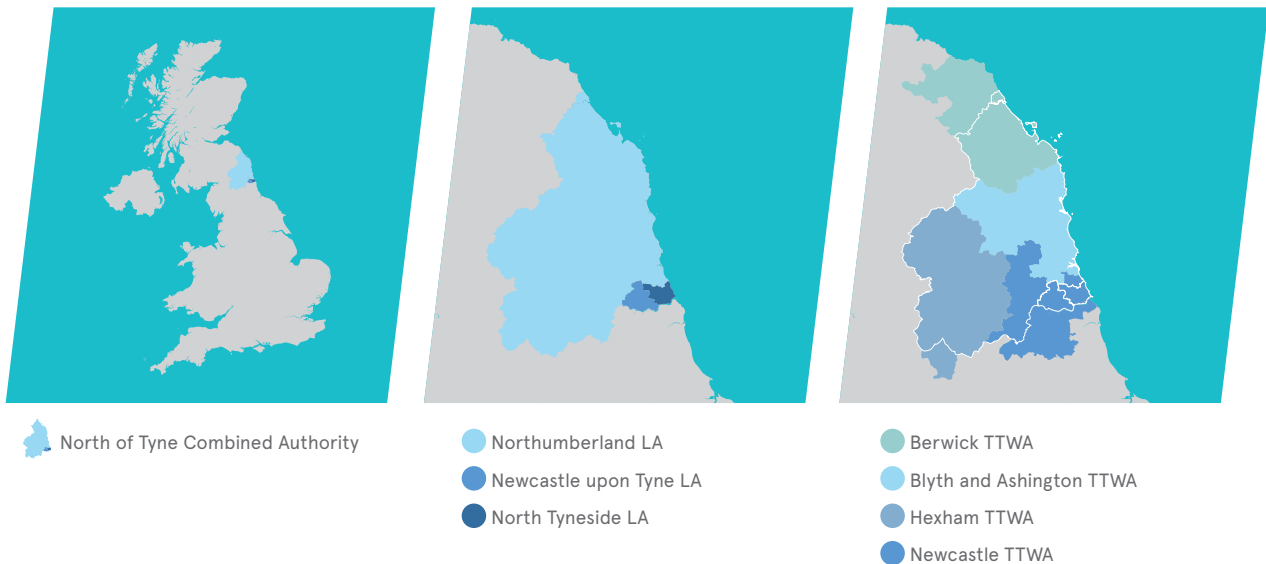 North of Tyne Combined Authority
Northumberland LA
Newcastle upon Tyne LA
North Tyneside LA
Berwick TTWA
Blyth and Ashington TTWA
Hexham TTWA
Newcastle TTWA